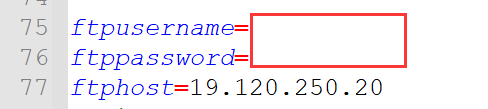 75 ftpusername=
76 ftppassword=
77 ftphost=19.120.250.20